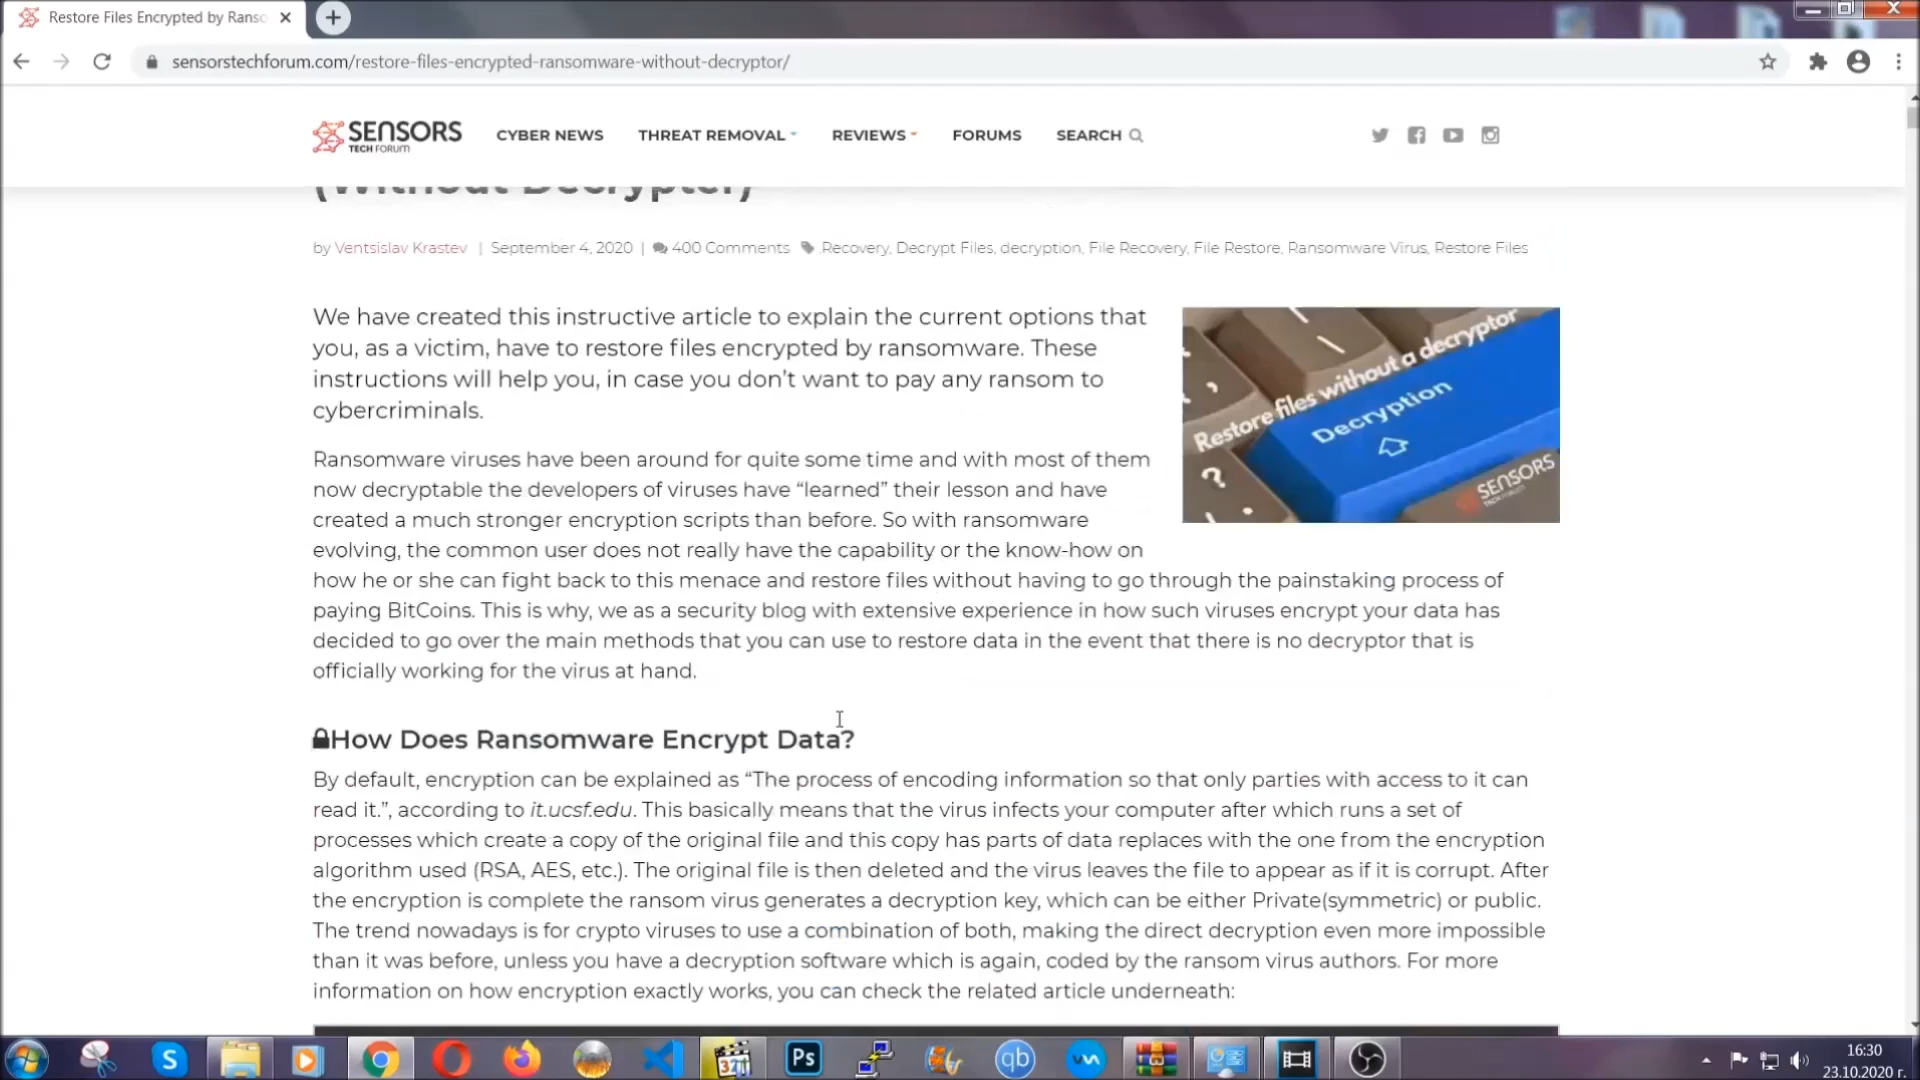 Restore Files Encrypted by Ranso
sensorstechforum.com/restore-files-encrypted-ransomware-without-decryptor/
SENSORS
TECH FORUM
CYBER NEWS
THREAT REMOVAL
REVIEWS
FORUMS
SEARCH
(Without Decrypter)
by Ventsislav Krastev | September 4, 2020 | 400 Comments Recovery, Decrypt Files, decryption, File Recovery, File Restore, Ransomware Virus, Restore Files
We have created this instructive article to explain the current options that
you, as a victim, have to restore files encrypted by ransomware. These
instructions will help you, in case you don’t want to pay any ransom to
cybercriminals.
Restore files without a decryptor
Decryption
SENSORS
Ransomware viruses have been around for quite some time and with most of them
now decryptable the developers of viruses have “learned” their lesson and have
created a much stronger encryption scripts than before. So with ransomware
evolving, the common user does not really have the capability or the know-how on
how he or she can fight back to this menace and restore files without having to go through the painstaking process of
paying BitCoins. This is why, we as a security blog with extensive experience in how such viruses encrypt your data has
decided to go over the main methods that you can use to restore data in the event that there is no decryptor that is
officially working for the virus at hand.
How Does Ransomware Encrypt Data?
By default, encryption can be explained as “The process of encoding information so that only parties with access to it can
read it.”, according to it.ucsf.edu. This basically means that the virus infects your computer after which runs a set of
processes which create a copy of the original file and this copy has parts of data replaces with the one from the encryption
algorithm used (RSA, AES, etc.). The original file is then deleted and the virus leaves the file to appear as if it is corrupt. After
the encryption is complete the ransom virus generates a decryption key, which can be either Private(symmetric) or public.
The trend nowadays is for crypto viruses to use a combination of both, making the direct decryption even more impossible
than it was before, unless you have a decryption software which is again, coded by the ransom virus authors. For more
information on how encryption exactly works, you can check the related article underneath:
Ps
qb
16:30
23.10.2020 г.